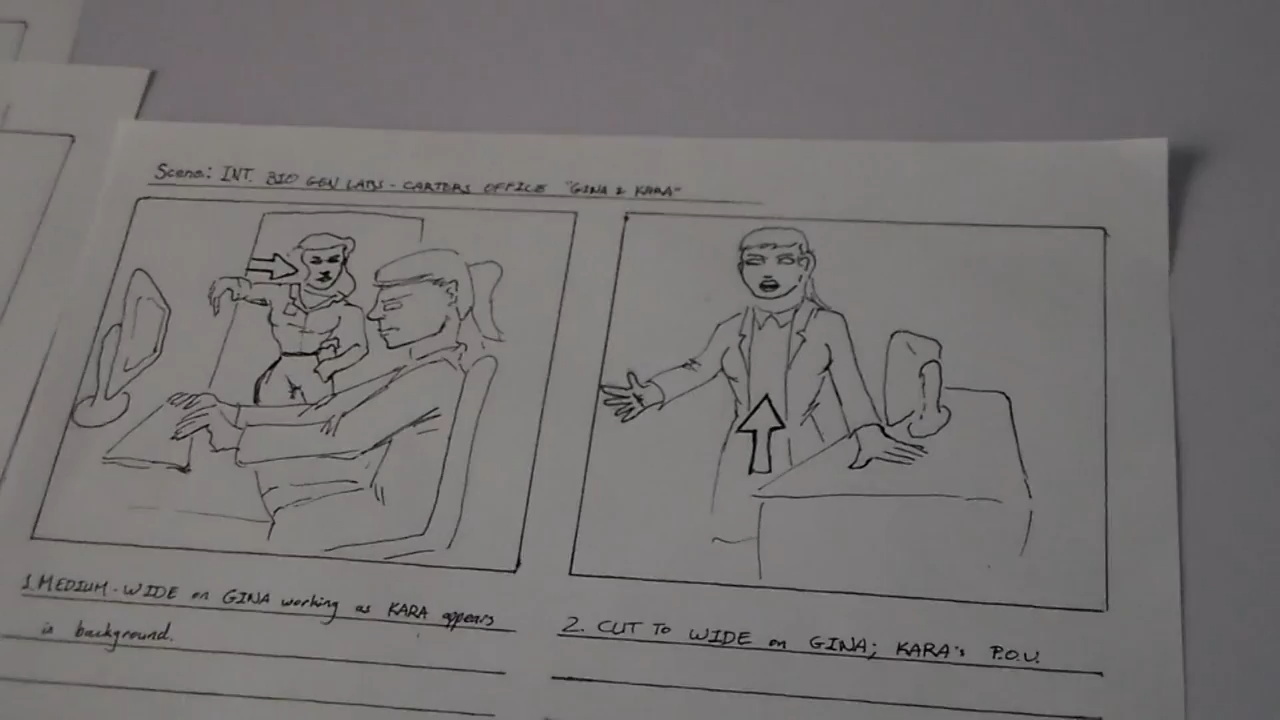 Scene: INT. BIO GEN LABS - CARTERS OFFICE "GINA & KARA"
1. MEDIUM-WIDE on GINA working as KARA appears
in background.
2. CUT TO WIDE on GINA; KARA's P.O.V.